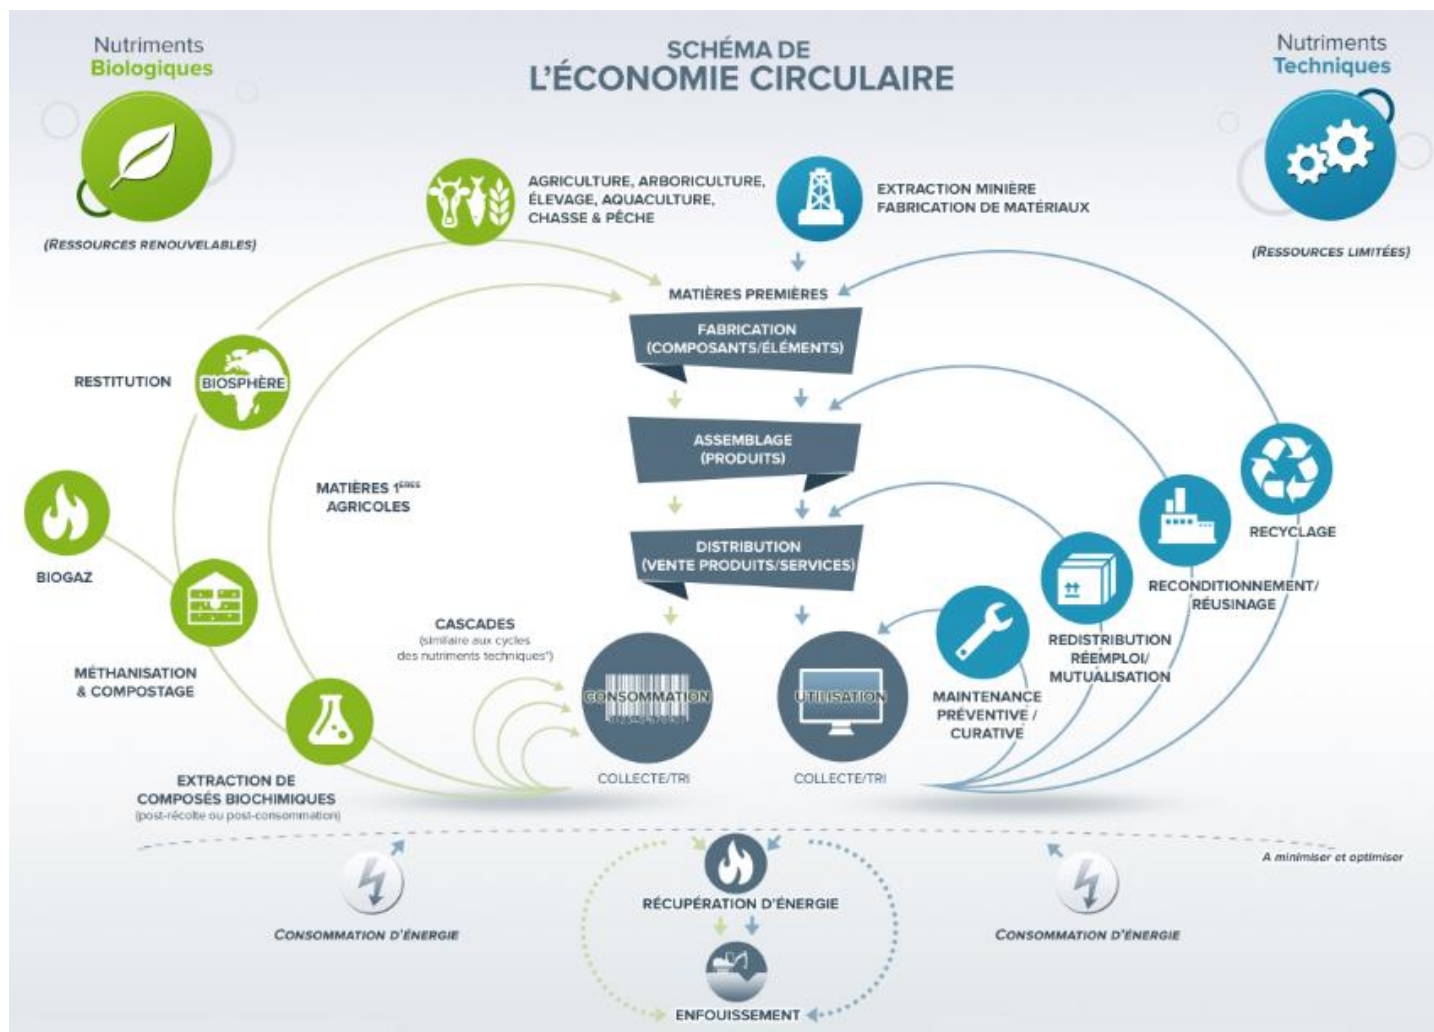 Nutriments
Biologiques
(RESSOURCES RENOUVELABLES)
SCHÉMA DE
L'ÉCONOMIE CIRCULAIRE
Nutriments
Techniques
(RESSOURCES LIMITÉES)
AGRICULTURE, ARBORICULTURE,
ÉLEVAGE, AQUACULTURE,
CHASSE & PÊCHE
EXTRACTION MINIÈRE
FABRICATION DE MATÉRIAUX
MATIÈRES PREMIÈRES
FABRICATION
(COMPOSANTS/ÉLÉMENTS)
ASSEMBLAGE
(PRODUITS)
DISTRIBUTION
(VENTE PRODUITS/SERVICES)
RESTITUTION
BIOSPHÈRE
MATIÈRES 1ÈRES
AGRICOLES
BIOGAZ
MÉTHANISATION
& COMPOSTAGE
EXTRACTION DE
COMPOSÉS BIOCHIMIQUES
(post-récolte ou post-consommation)
CASCADES
(similaire aux cycles
des nutriments techniques*)
CONSOMMATION
COLLECTE/TRI
UTILISATION
COLLECTE/TRI
MAINTENANCE
PRÉVENTIVE /
CURATIVE
REDISTRIBUTION
RÉEMPLOI/
MUTUALISATION
RECONDITIONNEMENT/
RÉUSINAGE
RECYCLAGE
A minimiser et optimiser
CONSOMMATION D'ÉNERGIE
RÉCUPÉRATION D'ÉNERGIE
CONSOMMATION D'ÉNERGIE
ENFOUISSEMENT